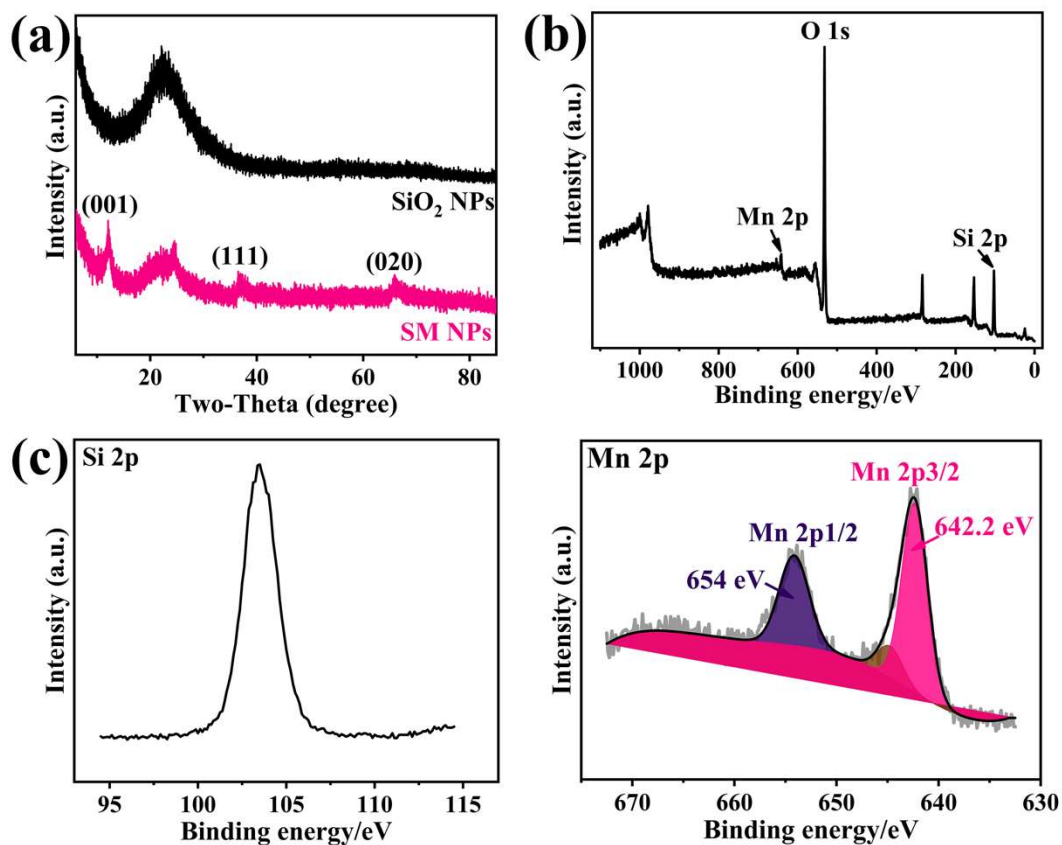 (a)
Intensity (a.u.)
SiO₂ NPs
(001)
(111)
(020)
SM NPs
20
40
60
80
Two-Theta (degree)
(b)
Intensity (a.u.)
O 1s
Mn 2p
Si 2p
1000
800
600
400
200
0
Binding energy/eV
(c)
Si 2p
Intensity (a.u.)
95
100
105
110
115
Binding energy/eV
Mn 2p
Intensity (a.u.)
Mn 2p3/2
642.2 eV
Mn 2p1/2
654 eV
670
660
650
640
630
Binding energy/eV